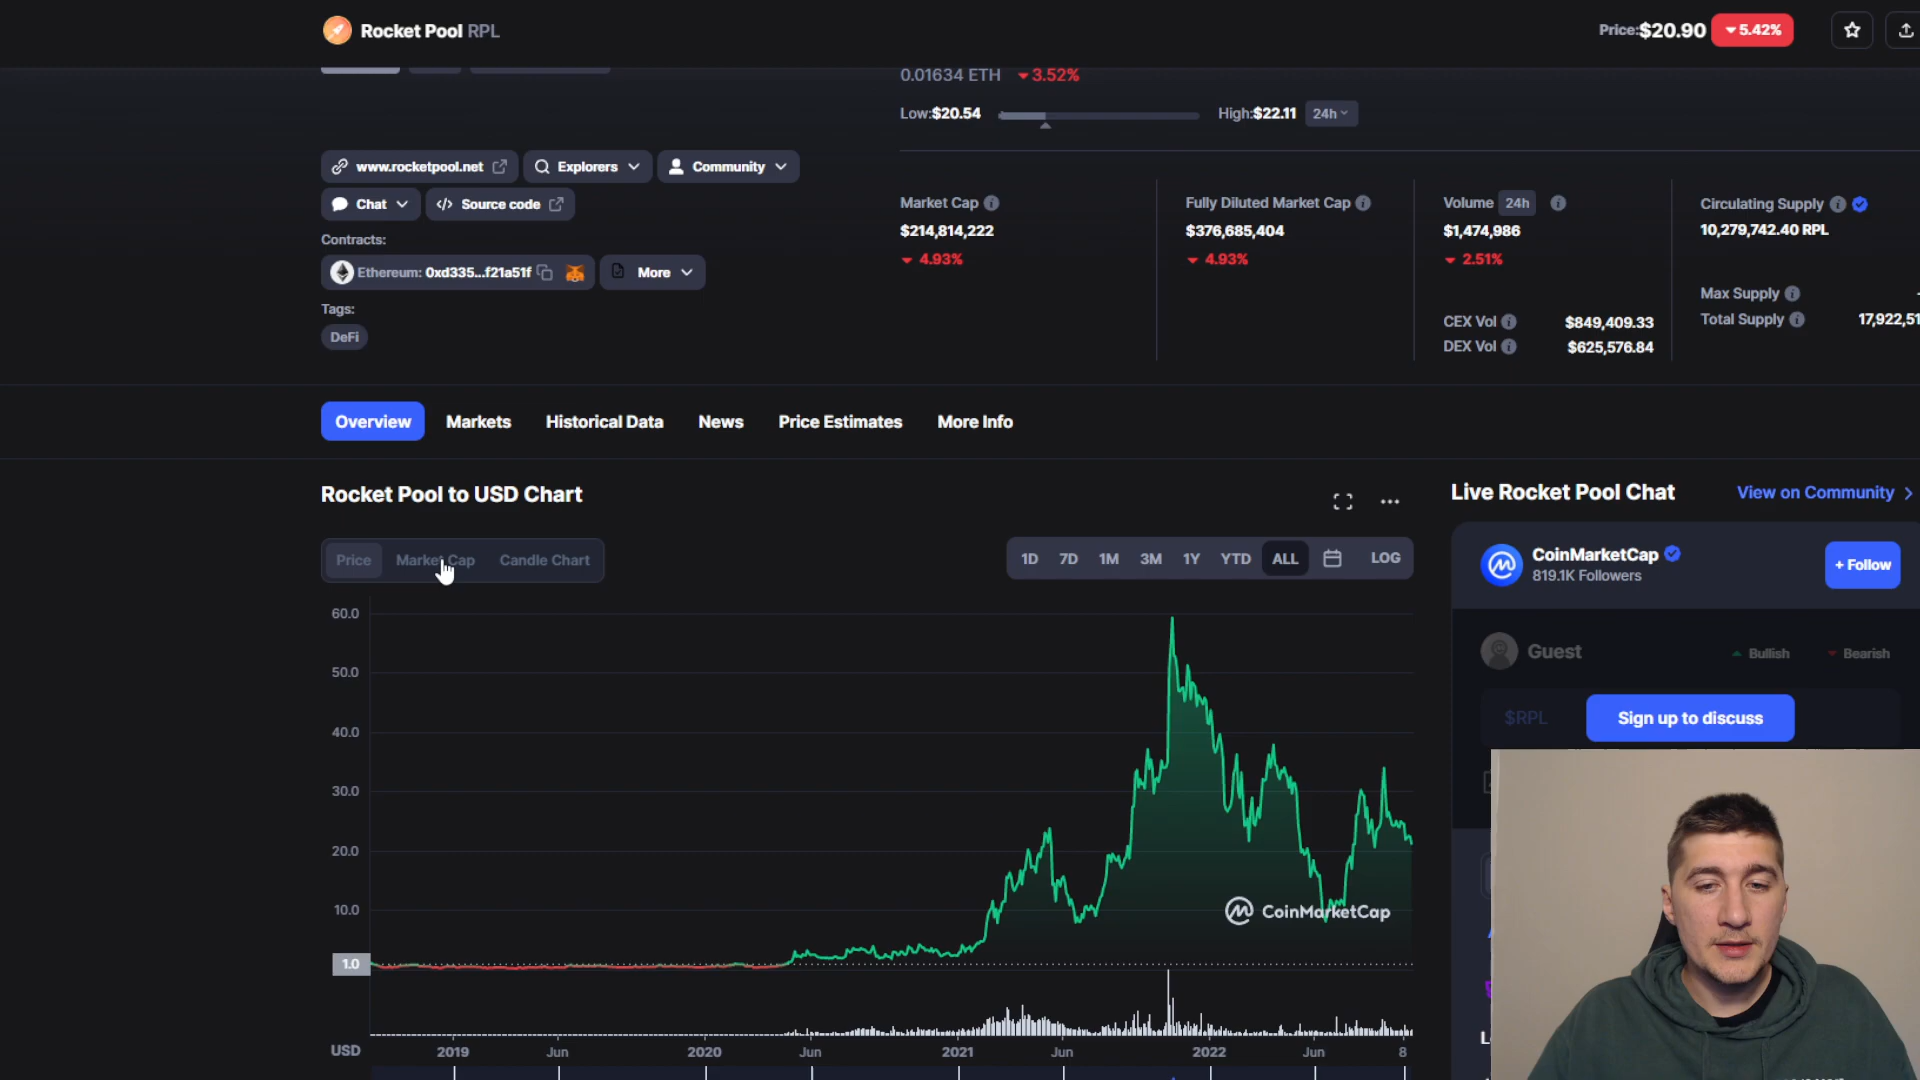 Rocket Pool RPL
Price:$20.90 5.42%
0.01634 ETH 3.52%
Low:$20.54 High:$22.11 24h
www.rocketpool.net Explorers Community
Chat Source code
Contracts:
Ethereum: 0xd335...f21a51f More
Tags:
DeFi
Market Cap
$214,814,222
4.93%
Fully Diluted Market Cap
$376,685,404
4.93%
Volume 24h
$1,474,986
2.51%
CEX Vol $849,409.33
DEX Vol $625,576.84
Circulating Supply
10,279,742.40 RPL
Max Supply
Total Supply 17,922,51
Overview Markets Historical Data News Price Estimates More Info
Rocket Pool to USD Chart
Price Market Cap Candle Chart
1D 7D 1M 3M 1Y YTD ALL LOG
60.0
50.0
40.0
30.0
20.0
10.0
1.0
CoinMarketCap
USD 2019 Jun 2020 Jun 2021 Jun 2022 Jun 8
Live Rocket Pool Chat View on Community
CoinMarketCap
819.1K Followers
+ Follow
Guest Bullish Bearish
$RPL Sign up to discuss